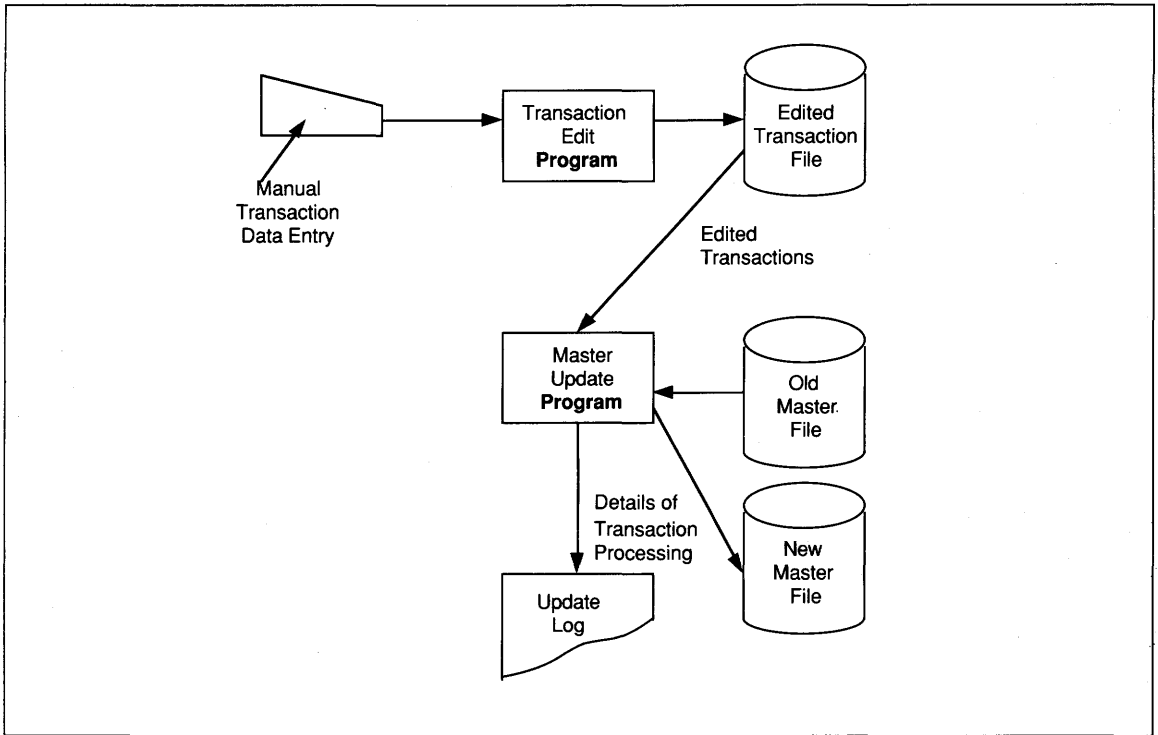 Manual
Transaction
Data Entry
Transaction
Edit
Program
Edited
Transaction
File
Edited
Transactions
Master
Update
Program
Old
Master
File
Details of
Transaction
Processing
New
Master
File
Update
Log